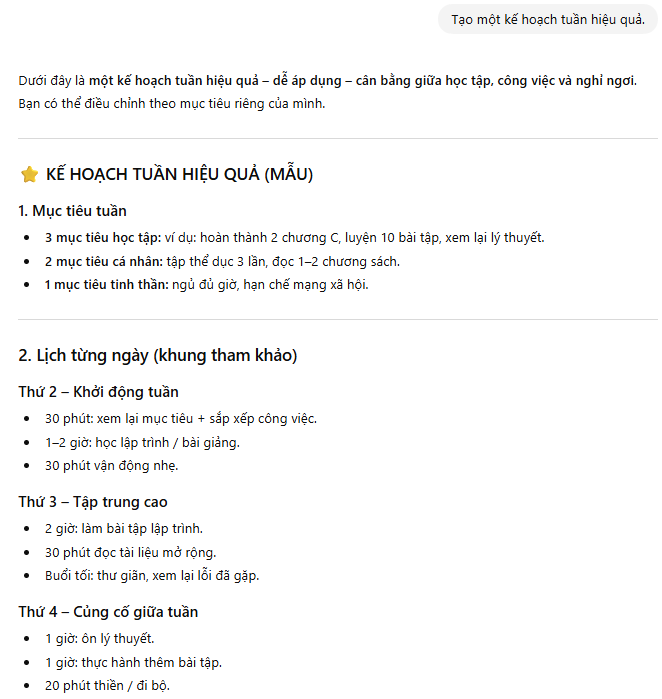 Tạo một kế hoạch tuần hiệu quả.
Dưới đây là một kế hoạch tuần hiệu quả – dễ áp dụng – cân bằng giữa học tập, công việc và nghỉ ngơi.
Bạn có thể điều chỉnh theo mục tiêu riêng của mình.
⭐ KẾ HOẠCH TUẦN HIỆU QUẢ (MẪU)
1. Mục tiêu tuần
• 3 mục tiêu học tập: ví dụ: hoàn thành 2 chương C, luyện 10 bài tập, xem lại lý thuyết.
• 2 mục tiêu cá nhân: tập thể dục 3 lần, đọc 1–2 chương sách.
• 1 mục tiêu tinh thần: ngủ đủ giờ, hạn chế mạng xã hội.
2. Lịch từng ngày (khung tham khảo)
Thứ 2 – Khởi động tuần
• 30 phút: xem lại mục tiêu + sắp xếp công việc.
• 1–2 giờ: học lập trình / bài giảng.
• 30 phút vận động nhẹ.
Thứ 3 – Tập trung cao
• 2 giờ: làm bài tập lập trình.
• 30 phút đọc tài liệu mở rộng.
• Buổi tối: thư giãn, xem lại lỗi đã gặp.
Thứ 4 – Củng cố giữa tuần
• 1 giờ: ôn lý thuyết.
• 1 giờ: thực hành thêm bài tập.
• 20 phút thiền / đi bộ.